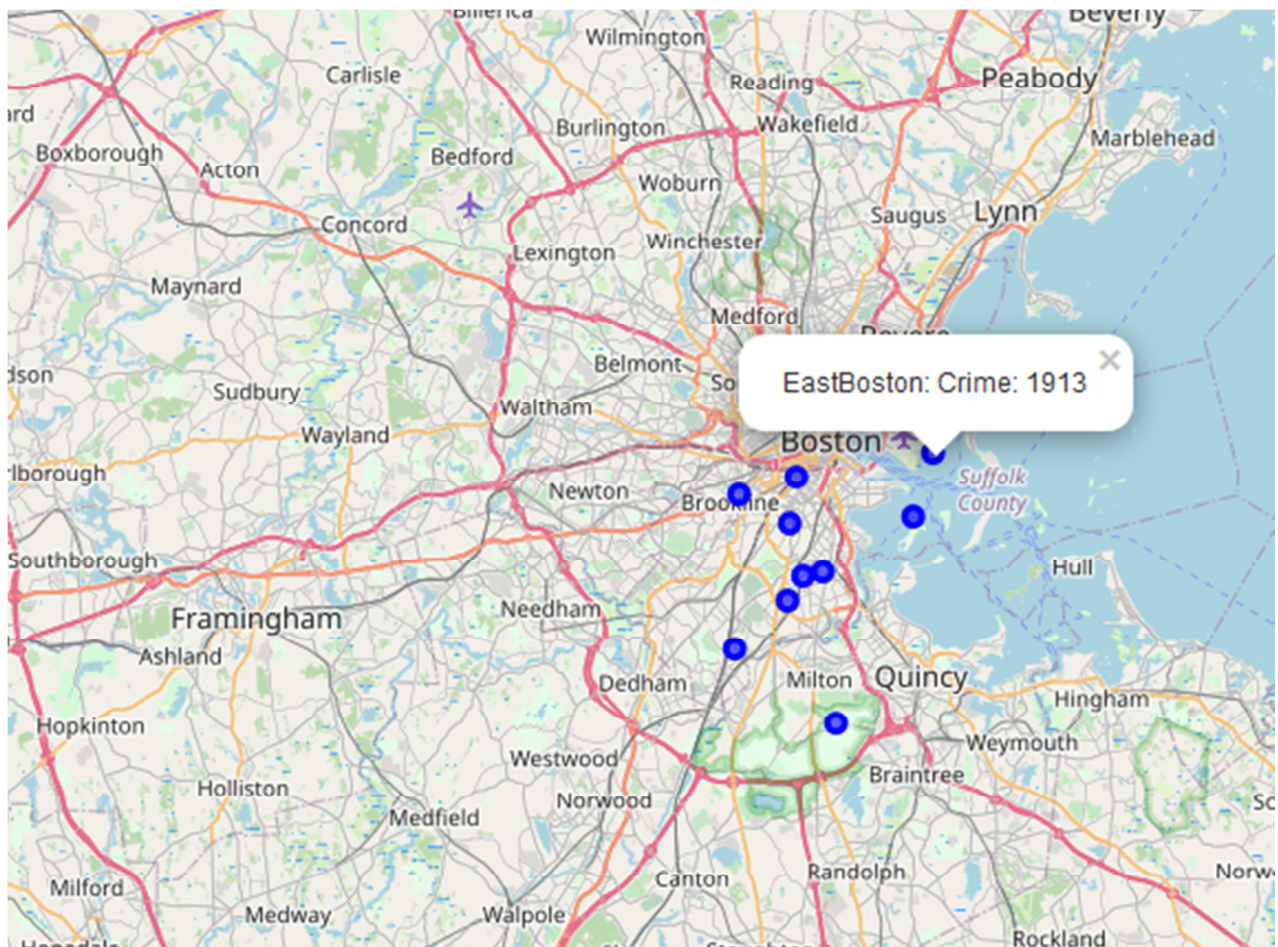 Billerica
Beverly
Wilmington
Carlisle
Reading
Peabody
Burlington
Wakefield
Marblehead
Boxborough
Bedford
Acton
Woburn
Saugus
Lynn
Concord
Winchester
Lexington
Maynard
Medford
Revere
Belmont
EastBoston: Crime: 1913
×
Sudbury
Waltham
Wayland
Boston
Suffolk
County
Newton
Brookline
Southborough
Hull
Needham
Framingham
Ashland
Dedham
Milton
Quincy
Hingham
Hopkinton
Westwood
Weymouth
Braintree
Holliston
Norwood
Medfield
Milford
Canton
Randolph
Medway
Walpole
Rockland